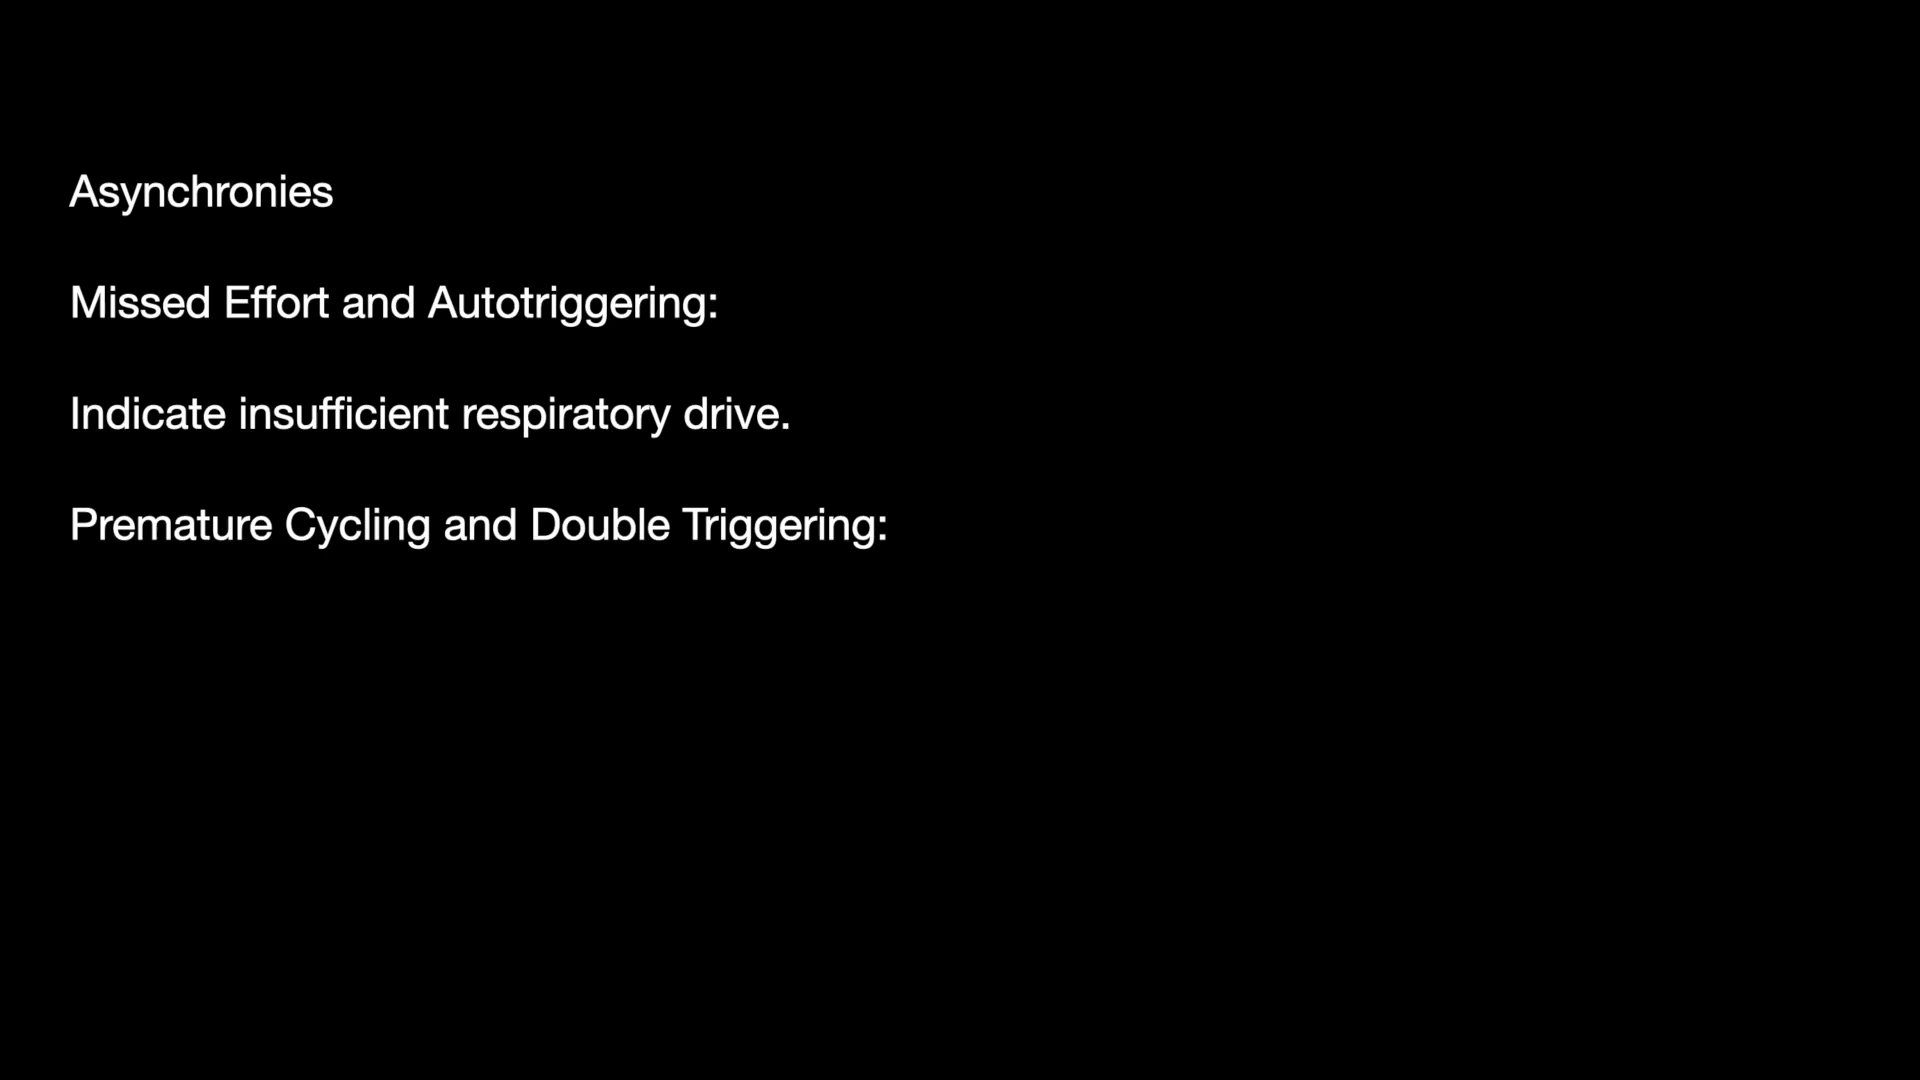 Asynchronies
Missed Effort and Autotriggering:
Indicate insufficient respiratory drive.
Premature Cycling and Double Triggering: